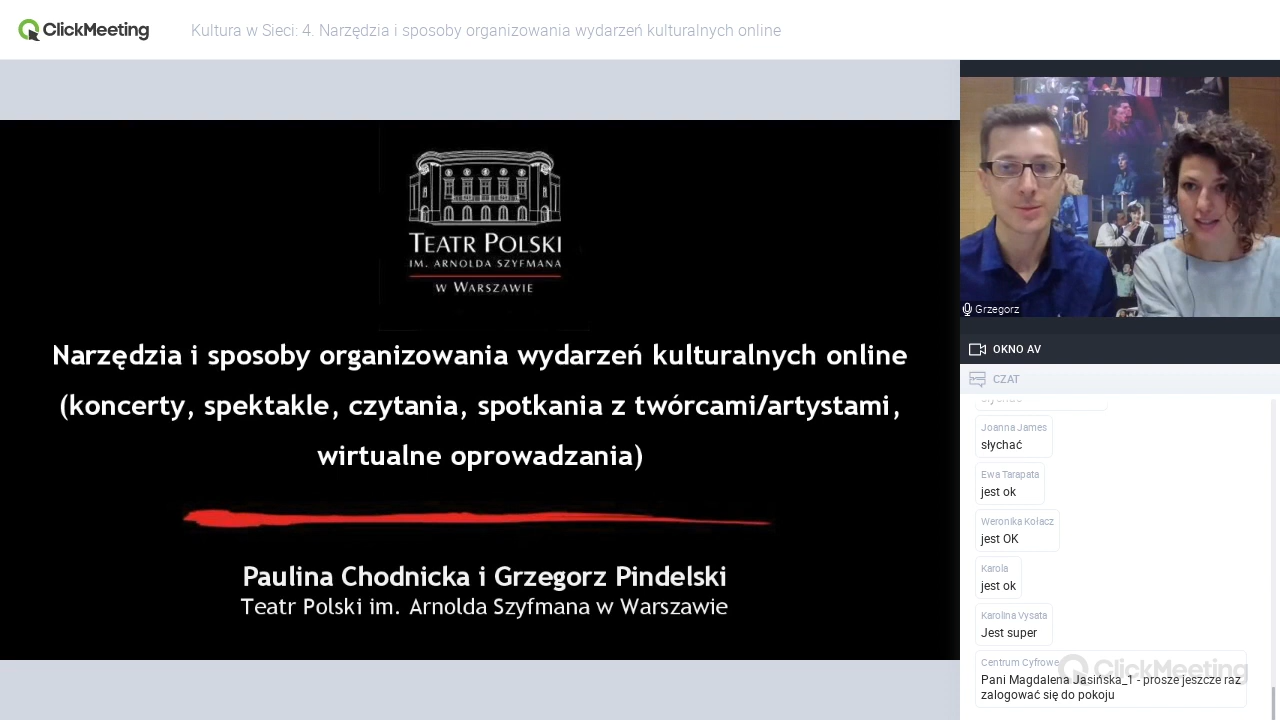 ClickMeeting
Kultura w Sieci: 4. Narzędzia i sposoby organizowania wydarzeń kulturalnych online
TEATR POLSKI
IM. ARNOLDA SZYFMANA
W WARSZAWIE
Narzędzia i sposoby organizowania wydarzeń kulturalnych online
(koncerty, spektakle, czytania, spotkania z twórcami/artystami,
wirtualne oprowadzania)
Paulina Chodnicka i Grzegorz Pindelski
Teatr Polski im. Arnolda Szyfmana w Warszawie
Grzegorz
OKNO AV
CZAT
Joanna James
słychać
Ewa Tarapata
jest ok
Weronika Kołacz
jest OK
Karola
jest ok
Karolina Vysata
Jest super
Centrum Cyfrowe
Pani Magdalena Jasińska_1 - prosze jeszcze raz
zalogować się do pokoju
ClickMeeting